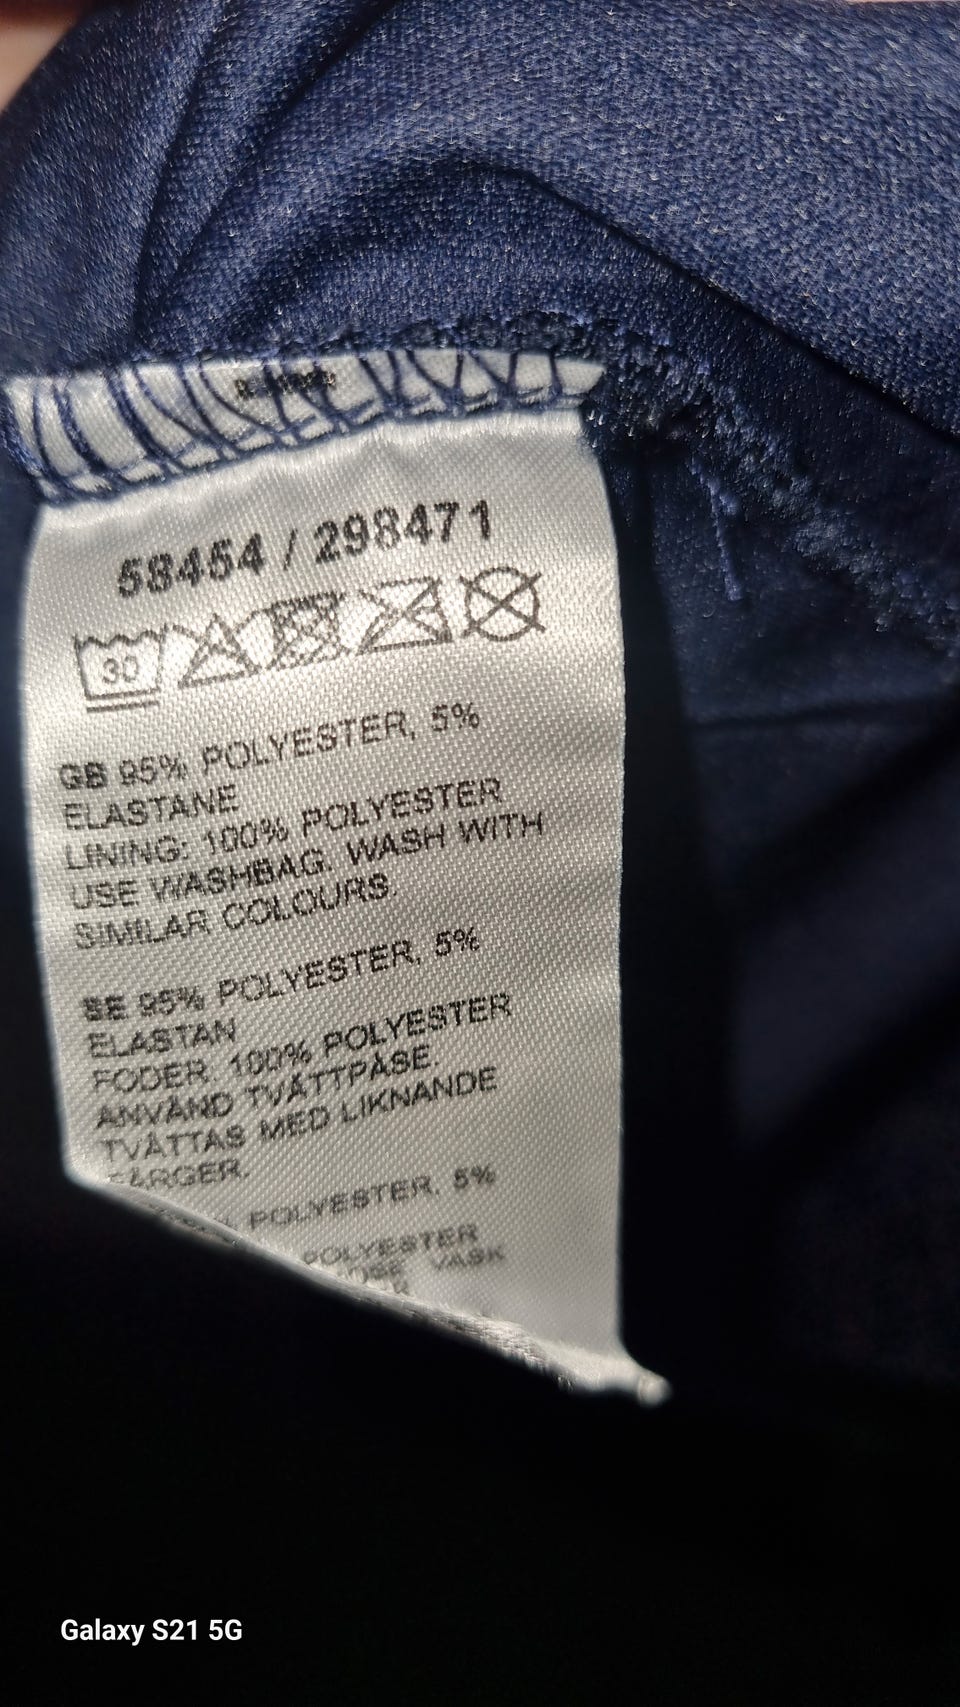 58454 / 298471
30
GB 95% POLYESTER, 5%
ELASTANE
LINING: 100% POLYESTER
USE WASHBAG. WASH WITH
SIMILAR COLOURS.
SE 95% POLYESTER, 5%
ELASTAN
FODER: 100% POLYESTER
ANVÄND TVÄTTPÅSE.
TVÄTTAS MED LIKNANDE
FÄRGER.
POLYESTER, 5%
POLYESTER
VASK
Galaxy S21 5G